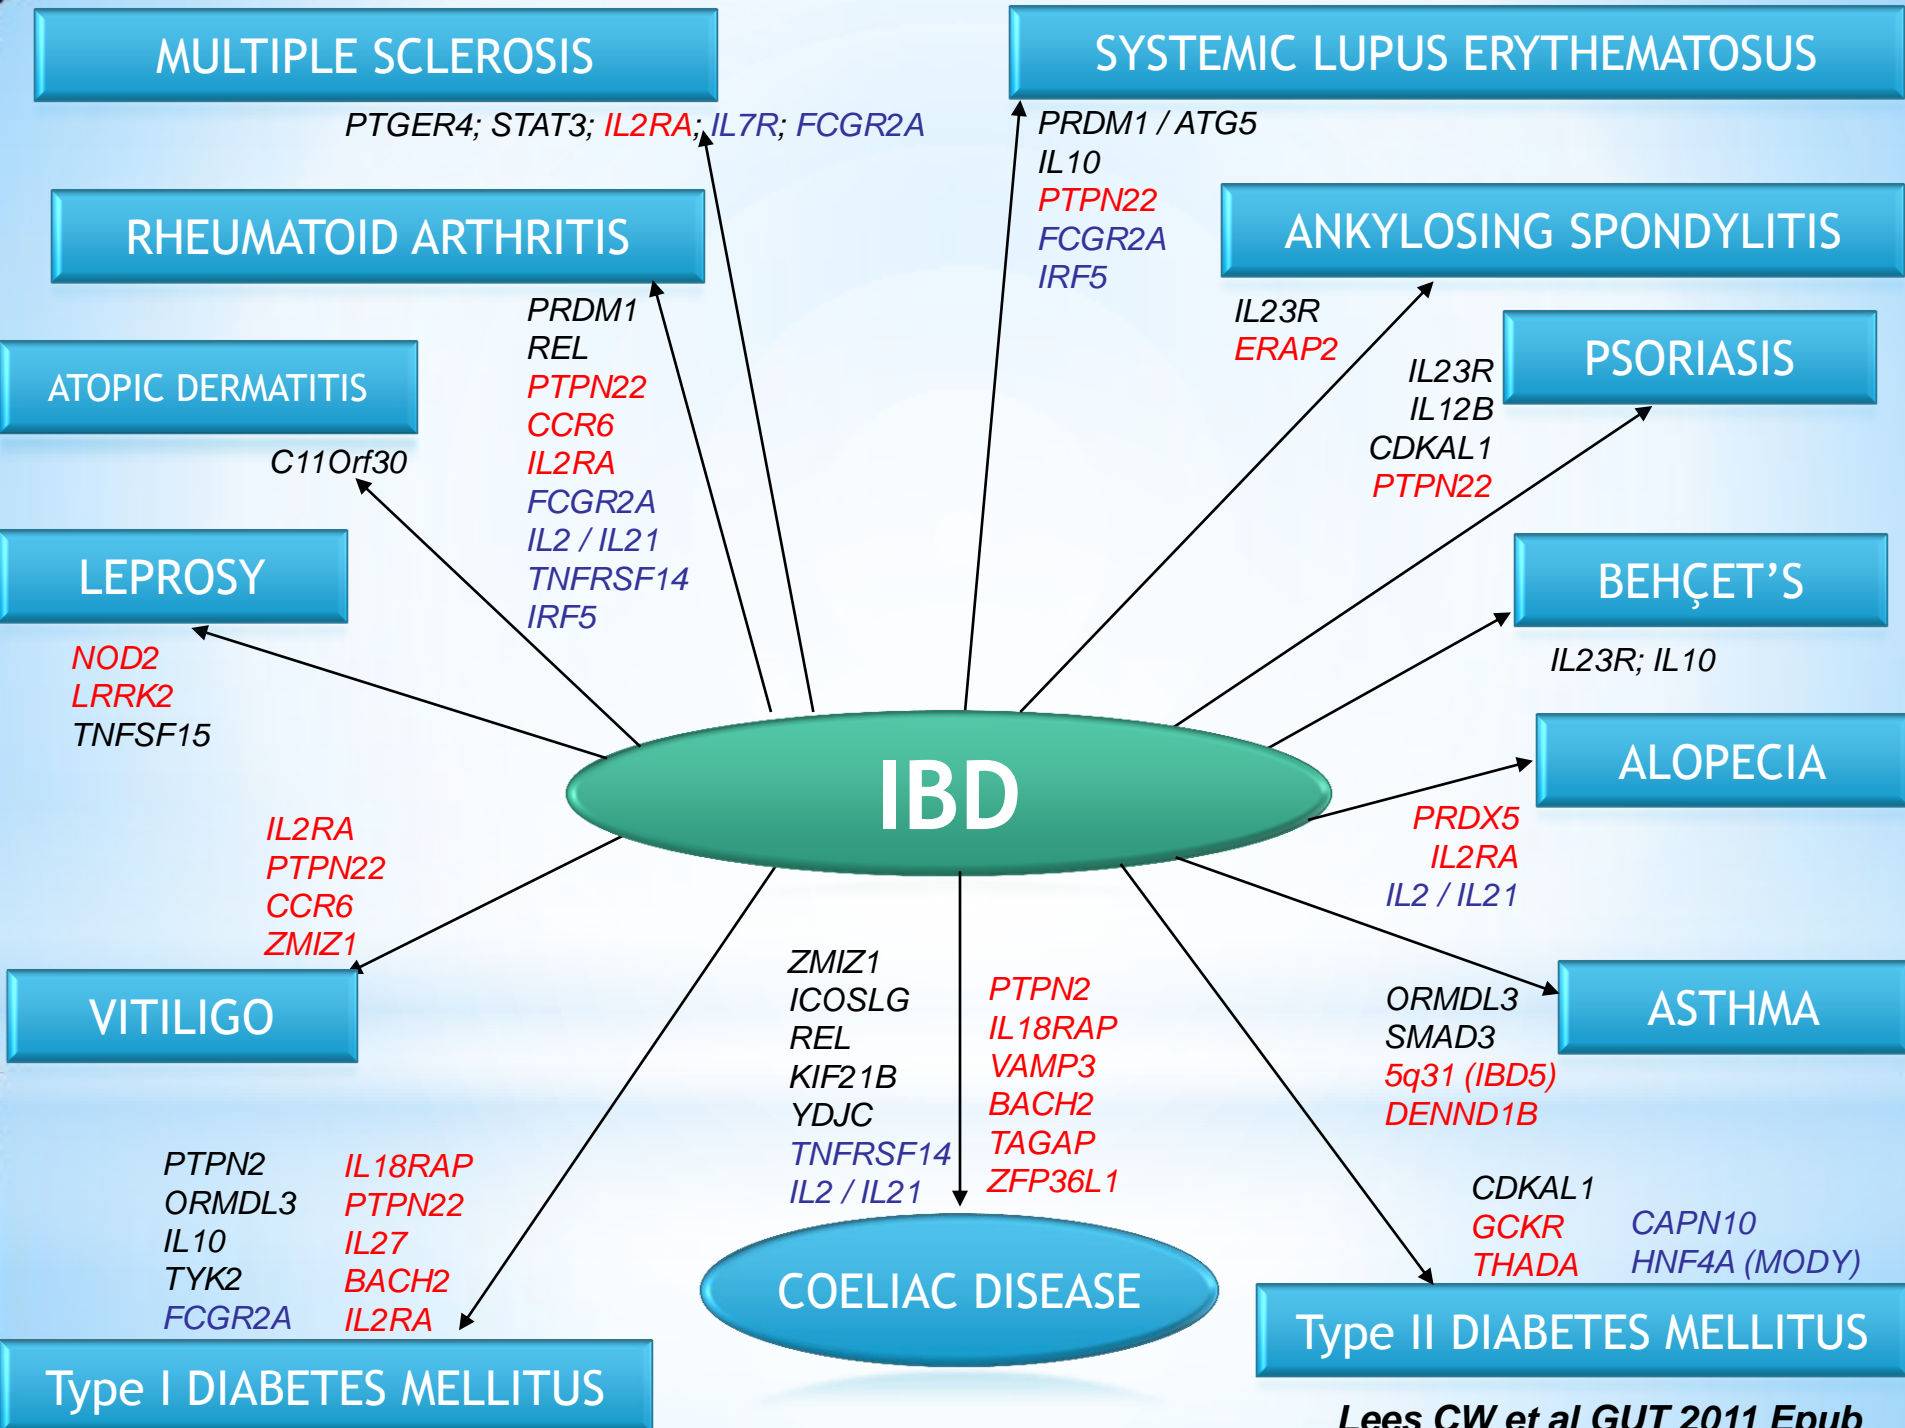 MULTIPLE SCLEROSIS
PTGER4; STAT3; IL2RA; IL7R; FCGR2A
SYSTEMIC LUPUS ERYTHEMATOSUS
PRDM1 / ATG5
IL10
PTPN22
FCGR2A
IRF5
RHEUMATOID ARTHRITIS
PRDM1
REL
PTPN22
CCR6
IL2RA
FCGR2A
IL2 / IL21
TNFRSF14
IRF5
ANKYLOSING SPONDYLITIS
IL23R
ERAP2
PSORIASIS
IL23R
IL12B
CDKAL1
PTPN22
ATOPIC DERMATITIS
C11Orf30
LEPROSY
NOD2
LRRK2
TNFSF15
BEHÇET’S
IL23R; IL10
IBD
ALOPECIA
PRDX5
IL2RA
IL2 / IL21
IL2RA
PTPN22
CCR6
ZMIZ1
VITILIGO
ZMIZ1
ICOSLG
REL
KIF21B
YDJC
TNFRSF14
IL2 / IL21
PTPN2
IL18RAP
VAMP3
BACH2
TAGAP
ZFP36L1
COELIAC DISEASE
ASTHMA
ORMDL3
SMAD3
5q31 (IBD5)
DENND1B
PTPN2
ORMDL3
IL10
TYK2
FCGR2A
IL18RAP
PTPN22
IL27
BACH2
IL2RA
Type I DIABETES MELLITUS
CDKAL1
GCKR
THADA
CAPN10
HNF4A (MODY)
Type II DIABETES MELLITUS
Lees CW et al GUT 2011 Epub